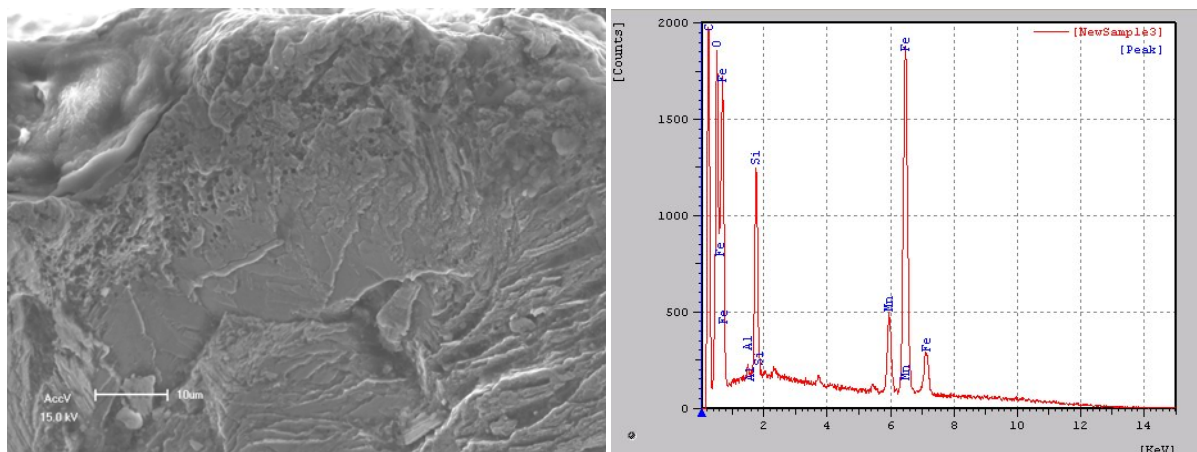 AccV
15.0 kV
10um
[Counts]
2000
1500
1000
500
0
C
O
Fe
Fe
Fe
Al
Al
Si
Si
Mn
Fe
Mn
Fe
[NewSample3]
[Peak]
2
4
6
8
10
12
14
[KeV]